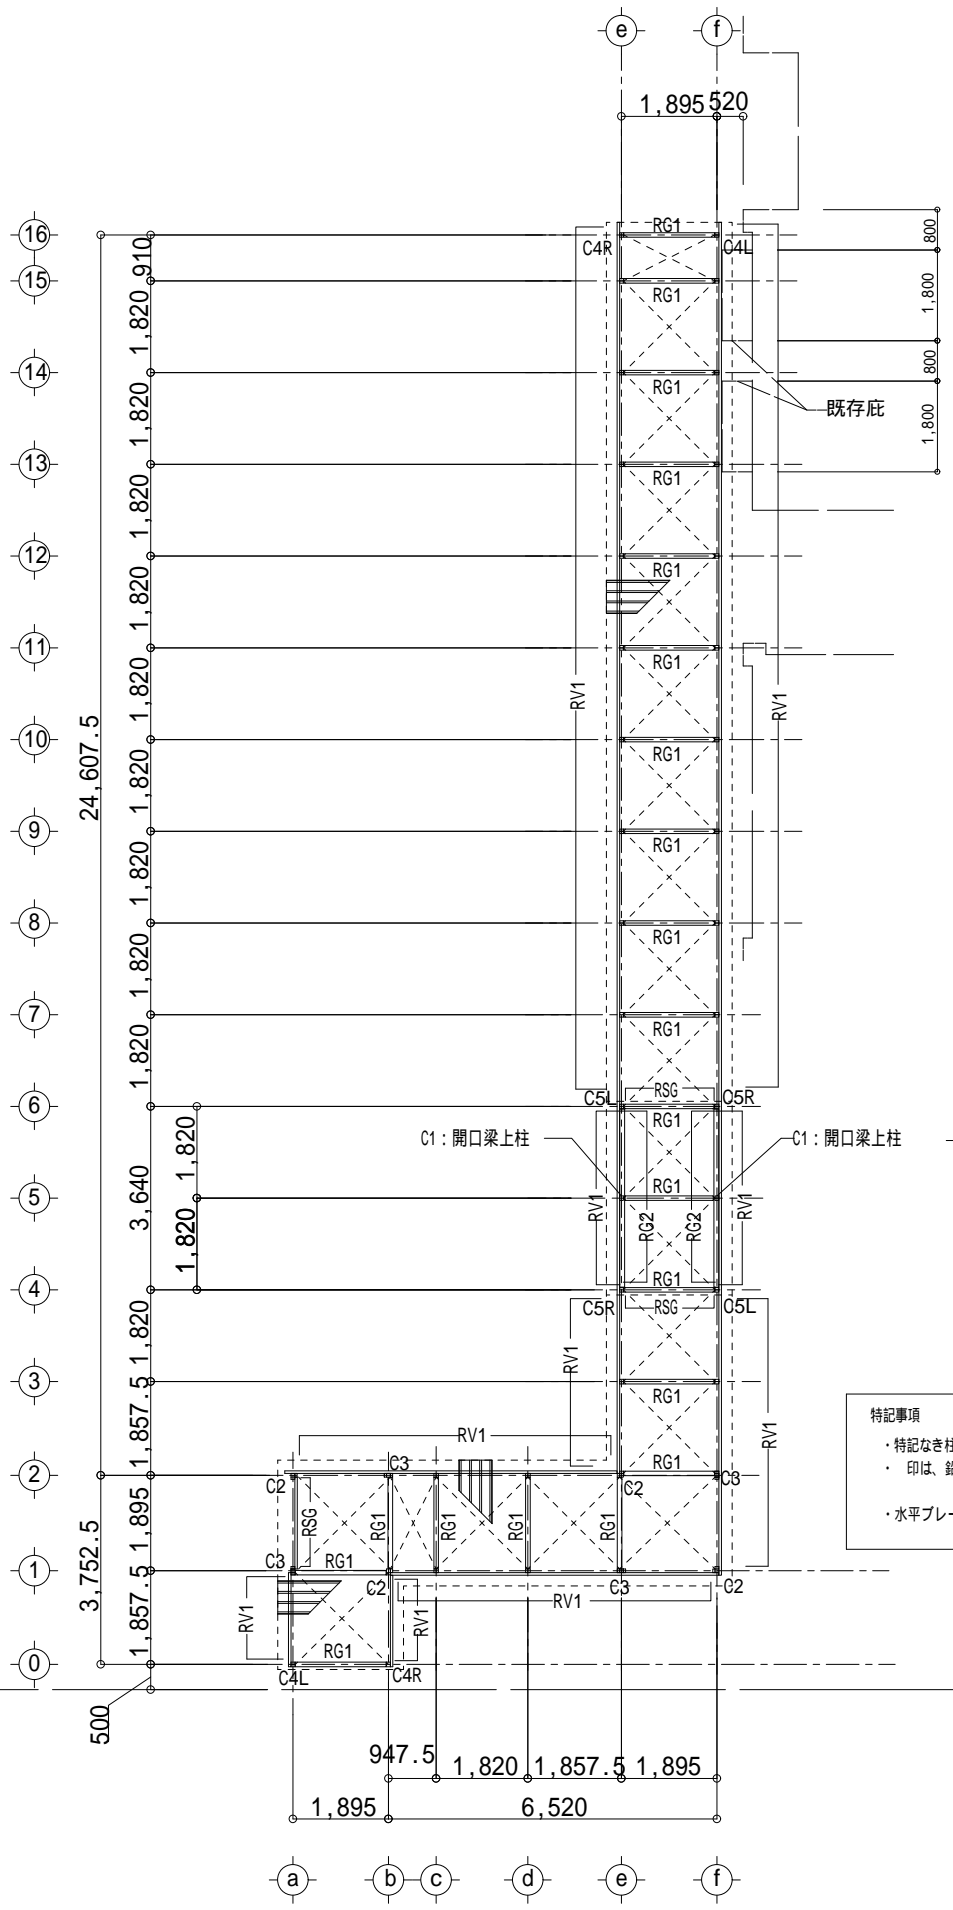 e
f
1,895
520
16
RG1
C4R
C4L
910
800
15
RG1
1,820
1,800
14
RG1
800
既存庇
1,820
1,800
13
RG1
1,820
12
RG1
1,820
11
RG1
RV1
RV1
1,820
24,607.5
10
RG1
1,820
9
RG1
1,820
8
RG1
1,820
7
RG1
1,820
RSG
6
C5L
C5R
RG1
C1：開口梁上柱
C1：開口梁上柱
1,820
3,640
5
RG1
RV1
RG2
RG2
RV1
1,820
4
RG1
C5R
RSG
C5L
1,820
RV1
3
RG1
RV1
1,857.5
RV1
特記事項
・特記なき柱
・　印は、鉛
・水平ブレー
2
C3
RG1
C2
C2
C3
1,895
RSG
RG1
RG1
RG1
RG1
3,752.5
1
C3
RG1
C2
C3
C2
RV1
1,857.5
RV1
RV1
0
RG1
C4L
C4R
500
947.5
1,820
1,857.5
1,895
1,895
6,520
a
b
c
d
e
f